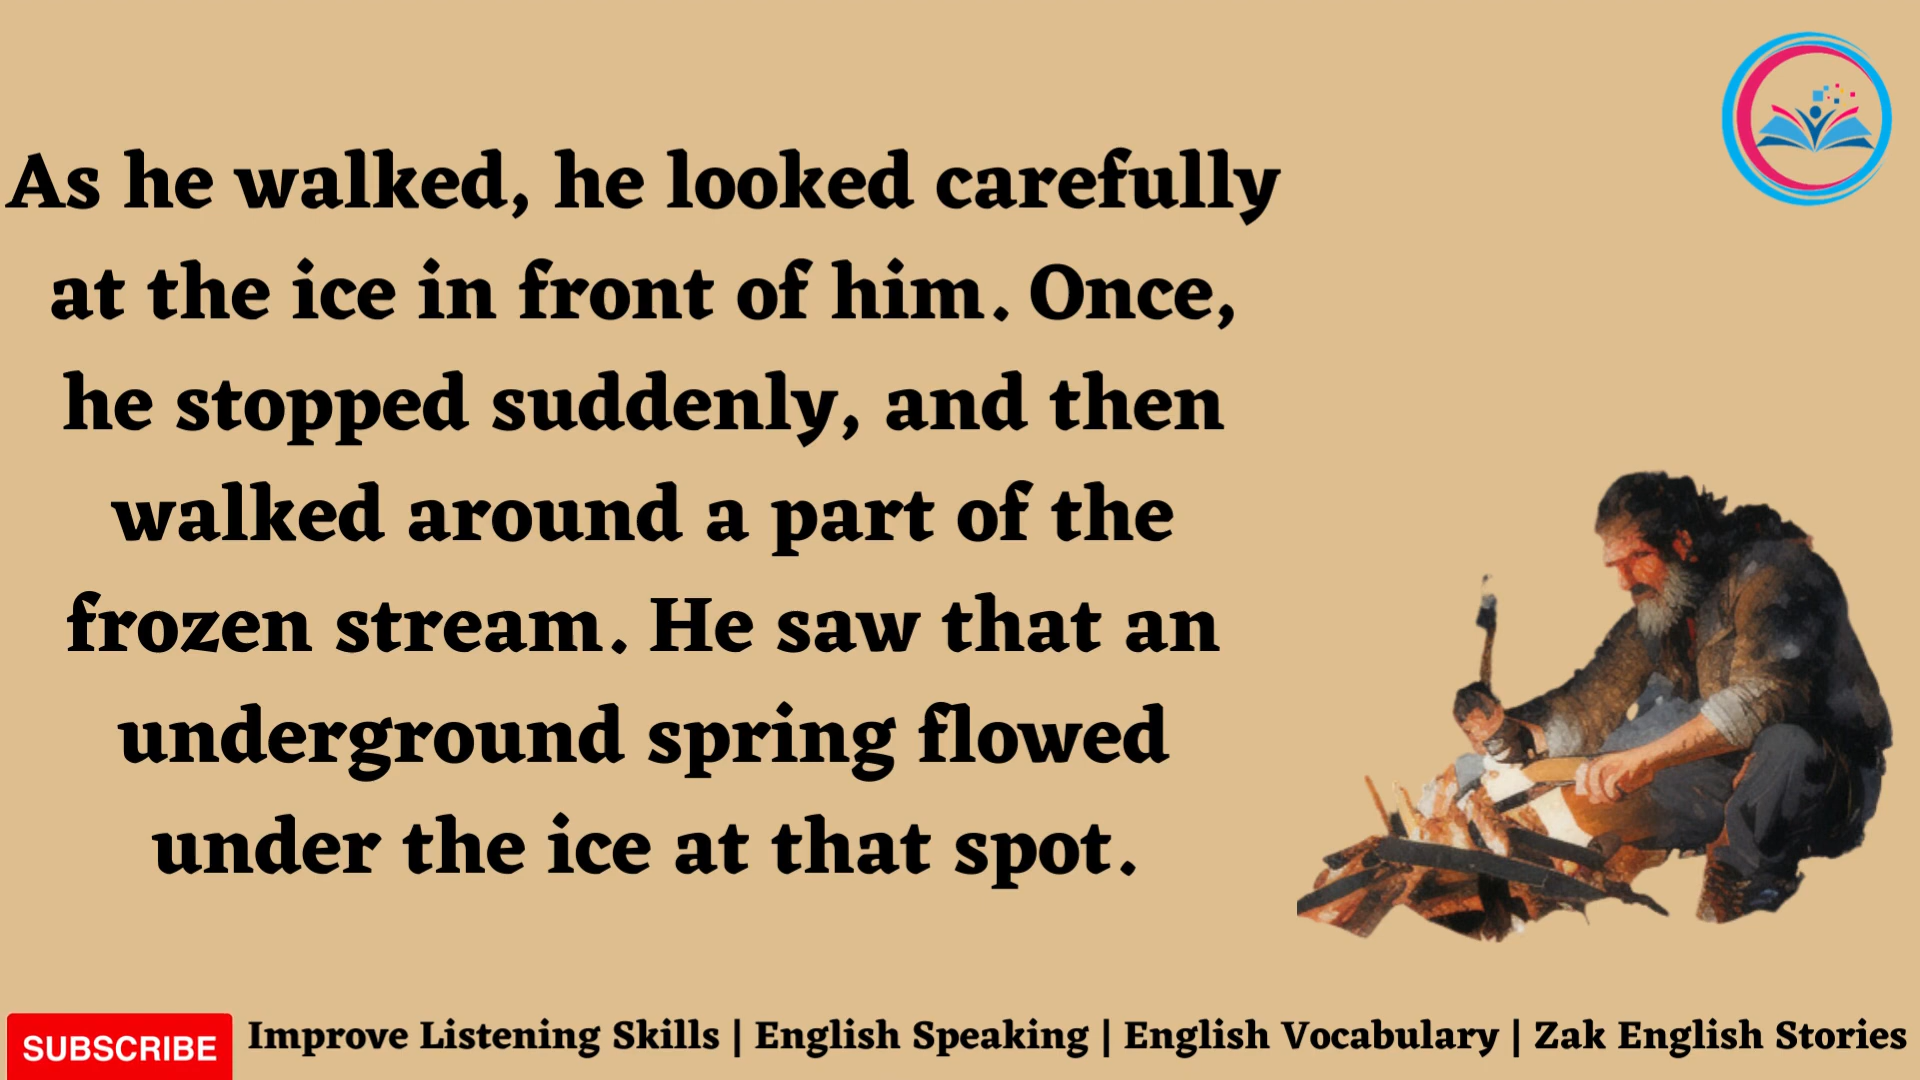 As he walked, he looked carefully
at the ice in front of him. Once,
he stopped suddenly, and then
walked around a part of the
frozen stream. He saw that an
underground spring flowed
under the ice at that spot.
SUBSCRIBE
Improve Listening Skills | English Speaking | English Vocabulary | Zak English Stories